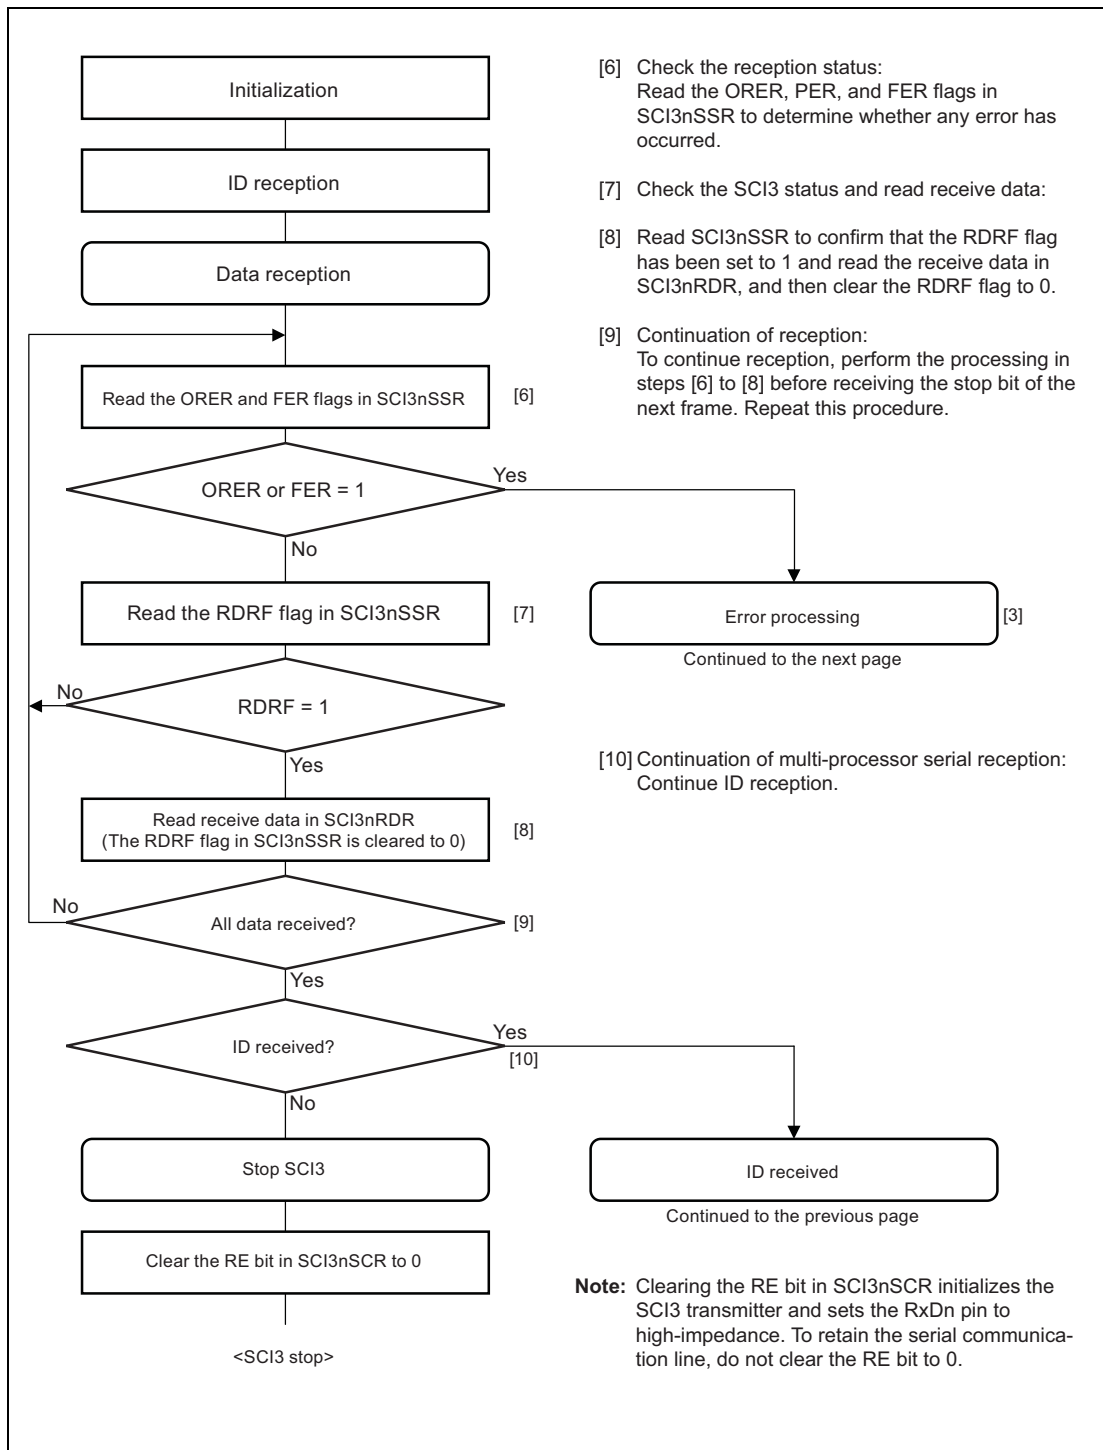 Initialization
ID reception
Data reception
Read the ORER and FER flags in SCI3nSSR
[6]
ORER or FER = 1
Yes
No
Read the RDRF flag in SCI3nSSR
[7]
Error processing
[3]
Continued to the next page
No
RDRF = 1
Yes
Read receive data in SCI3nRDR
(The RDRF flag in SCI3nSSR is cleared to 0)
[8]
No
All data received?
[9]
Yes
ID received?
Yes
[10]
No
Stop SCI3
ID received
Continued to the previous page
Clear the RE bit in SCI3nSCR to 0
<SCI3 stop>
[6] Check the reception status:
Read the ORER, PER, and FER flags in
SCI3nSSR to determine whether any error has
occurred.
[7] Check the SCI3 status and read receive data:
[8] Read SCI3nSSR to confirm that the RDRF flag
has been set to 1 and read the receive data in
SCI3nRDR, and then clear the RDRF flag to 0.
[9] Continuation of reception:
To continue reception, perform the processing in
steps [6] to [8] before receiving the stop bit of the
next frame. Repeat this procedure.
[10] Continuation of multi-processor serial reception:
Continue ID reception.
Note: Clearing the RE bit in SCI3nSCR initializes the
SCI3 transmitter and sets the RxDn pin to
high-impedance. To retain the serial communica-
tion line, do not clear the RE bit to 0.